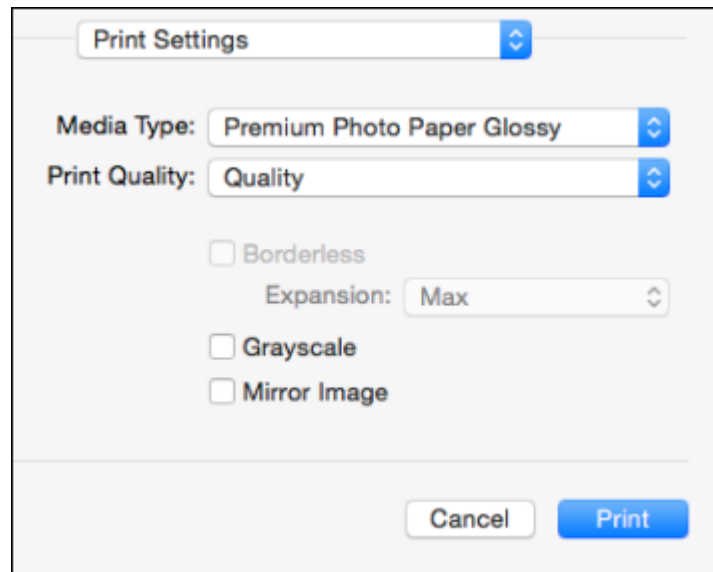 Print Settings
Media Type: Premium Photo Paper Glossy
Print Quality: Quality
Borderless
Expansion: Max
Grayscale
Mirror Image
Cancel Print